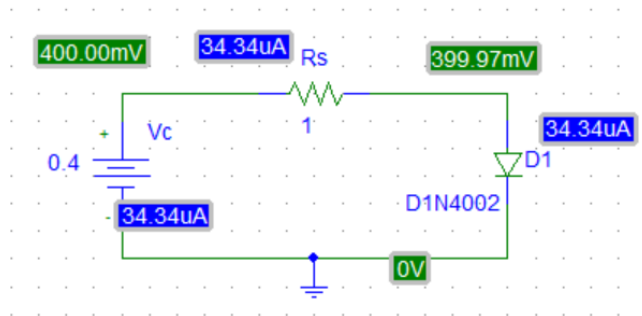 400.00mV
34.34uA
Rs
399.97mV
1
+
Vc
0.4
-
34.34uA
34.34uA
D1
D1N4002
0V